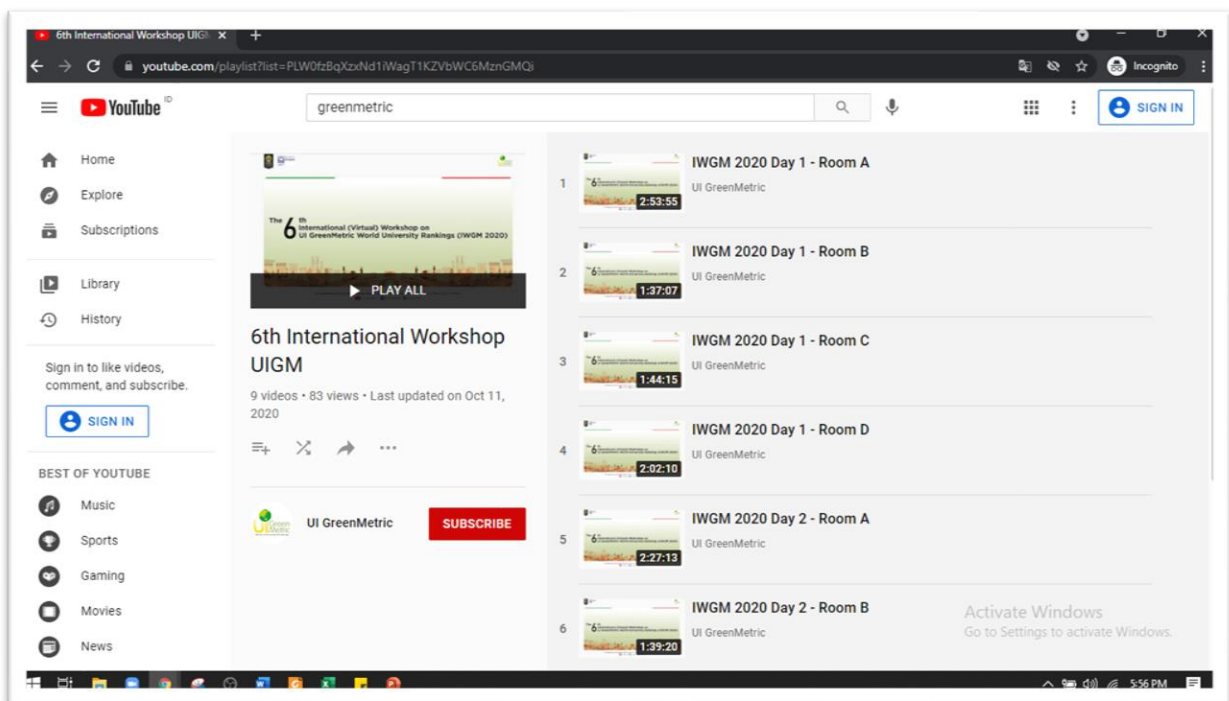 6th International Workshop UIGM
youtube.com/playlist?list=PLW0fzBqXzxNd1iWagT1KZVbWC6MznGMQi
Incognito
YouTube ID
greenmetric
SIGN IN
Home
Explore
Subscriptions
Library
History
Sign in to like videos,
comment, and subscribe.
SIGN IN
BEST OF YOUTUBE
Music
Sports
Gaming
Movies
News
The 6th
International (Virtual) Workshop on
UI GreenMetric World University Rankings (IWGM 2020)
PLAY ALL
6th International Workshop
UIGM
9 videos • 83 views • Last updated on Oct 11,
2020
UI GreenMetric
SUBSCRIBE
1
2:53:55
IWGM 2020 Day 1 - Room A
UI GreenMetric
2
1:37:07
IWGM 2020 Day 1 - Room B
UI GreenMetric
3
1:44:15
IWGM 2020 Day 1 - Room C
UI GreenMetric
4
2:02:10
IWGM 2020 Day 1 - Room D
UI GreenMetric
5
2:27:13
IWGM 2020 Day 2 - Room A
UI GreenMetric
6
1:39:20
IWGM 2020 Day 2 - Room B
UI GreenMetric
Activate Windows
Go to Settings to activate Windows.
5:56 PM